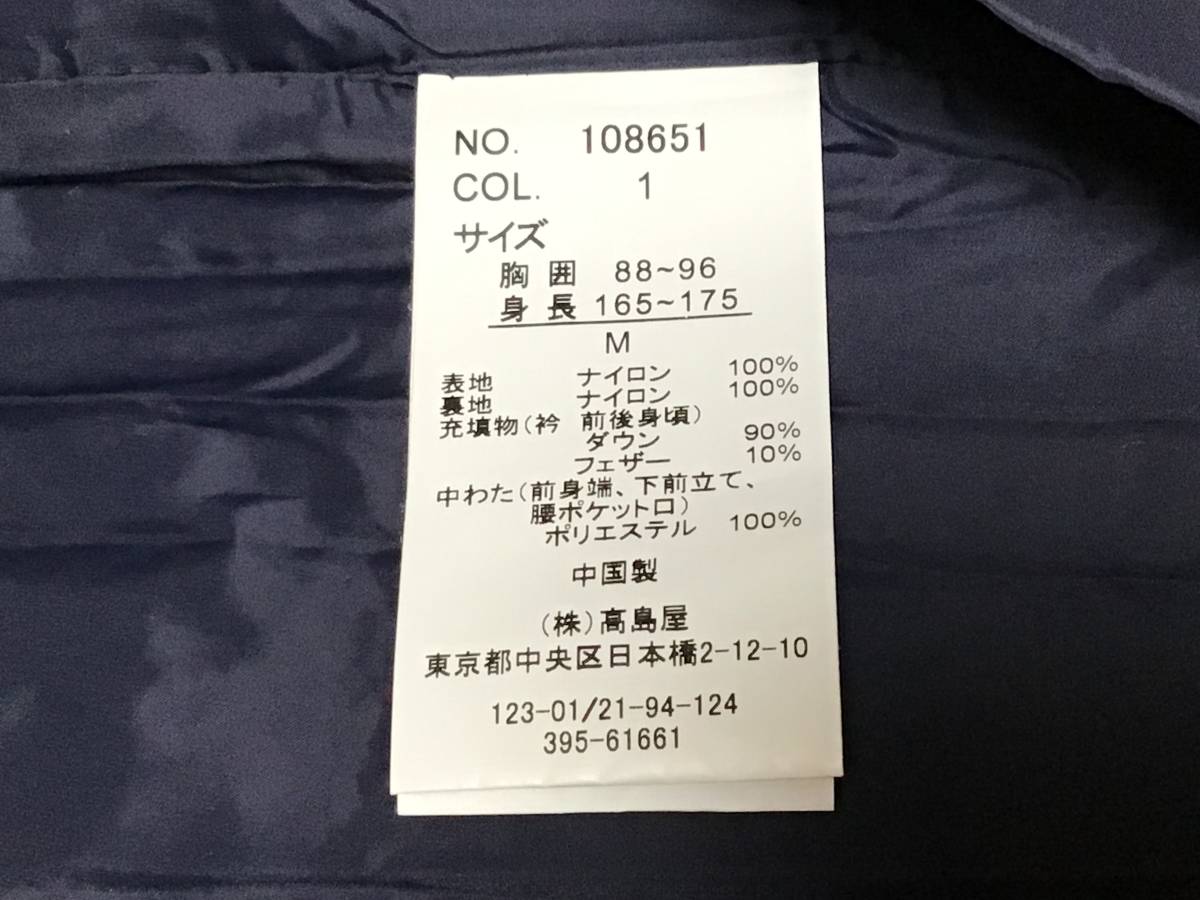 NO. 108651
COL. 1
サイズ
胸囲 88~96
身長 165~175
M
表地 ナイロン 100%
裏地 ナイロン 100%
充填物(衿 前後身頃)
ダウン 90%
フェザー 10%
中わた(前身端、下前立て、
腰ポケット口)
ポリエステル 100%
中国製
(株)高島屋
東京都中央区日本橋2-12-10
123-01/21-94-124
395-61661